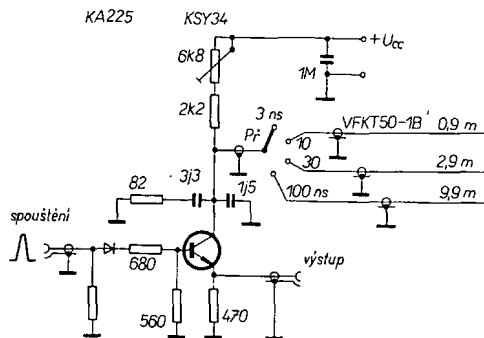 KA225 KSY34
+ Ucc
6k8
1M
2k2
3 ns
VFKT50-1B'
0,9 m
Př
10
30
2,9 m
100 ns
9,9 m
82
3j3
1j5
spouštění
680
výstup
560
470